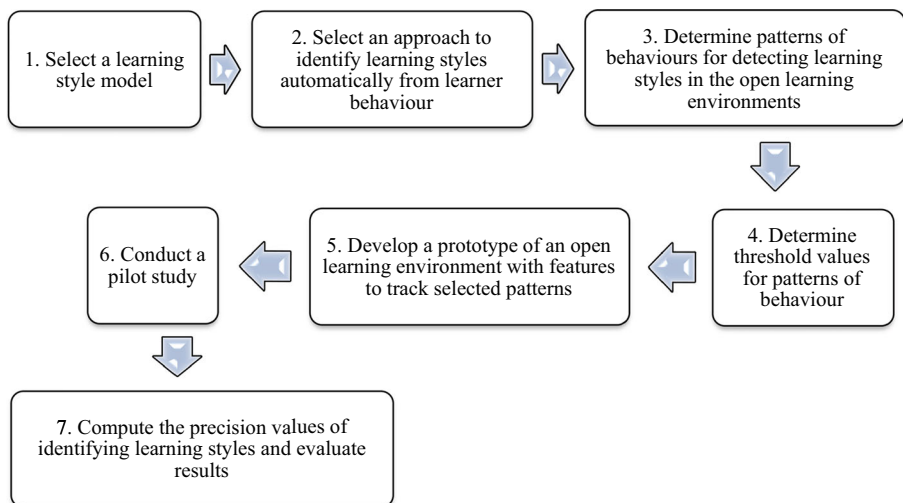 1. Select a learning
style model
2. Select an approach to
identify learning styles
automatically from learner
behaviour
3. Determine patterns of
behaviours for detecting learning
styles in the open learning
environments
4. Determine
threshold values
for patterns of
behaviour
5. Develop a prototype of an open
learning environment with features
to track selected patterns
6. Conduct a
pilot study
7. Compute the precision values of
identifying learning styles and evaluate
results